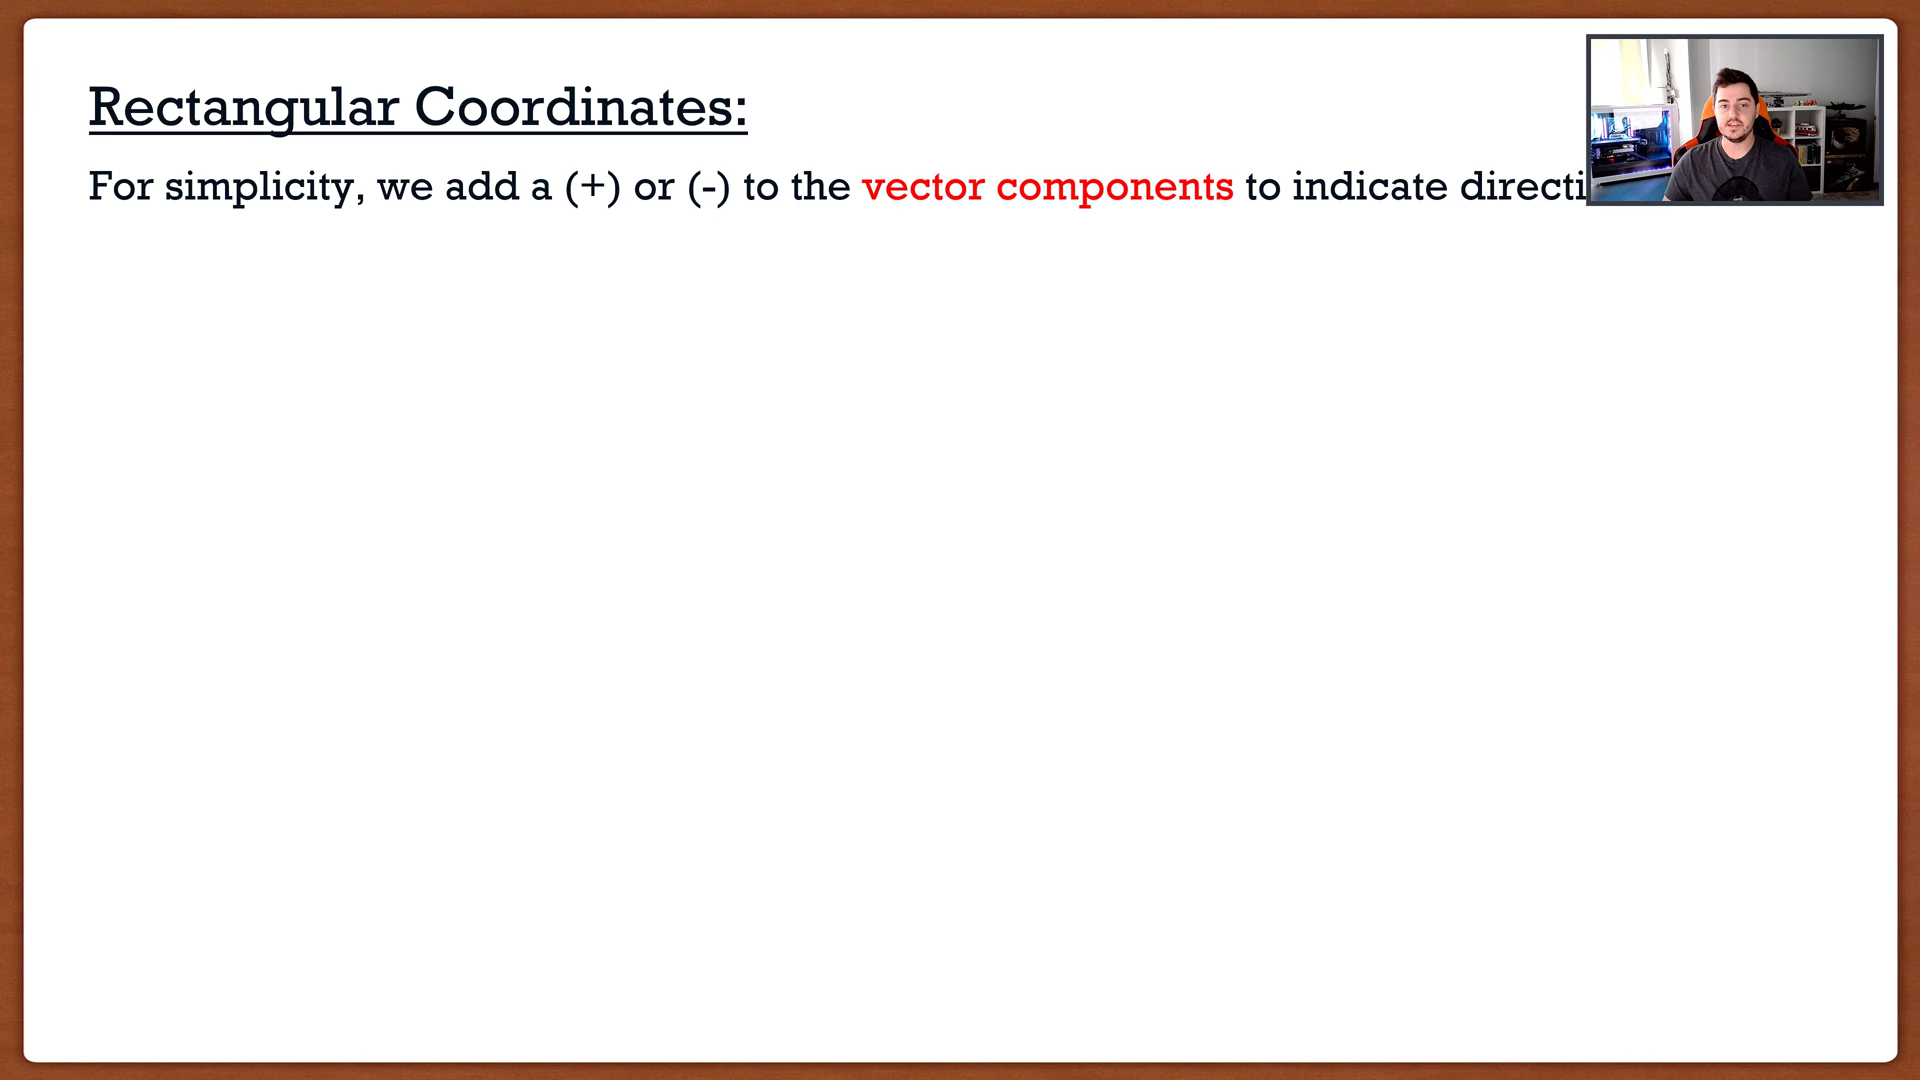 Rectangular Coordinates:
For simplicity, we add a (+) or (-) to the vector components to indicate directi